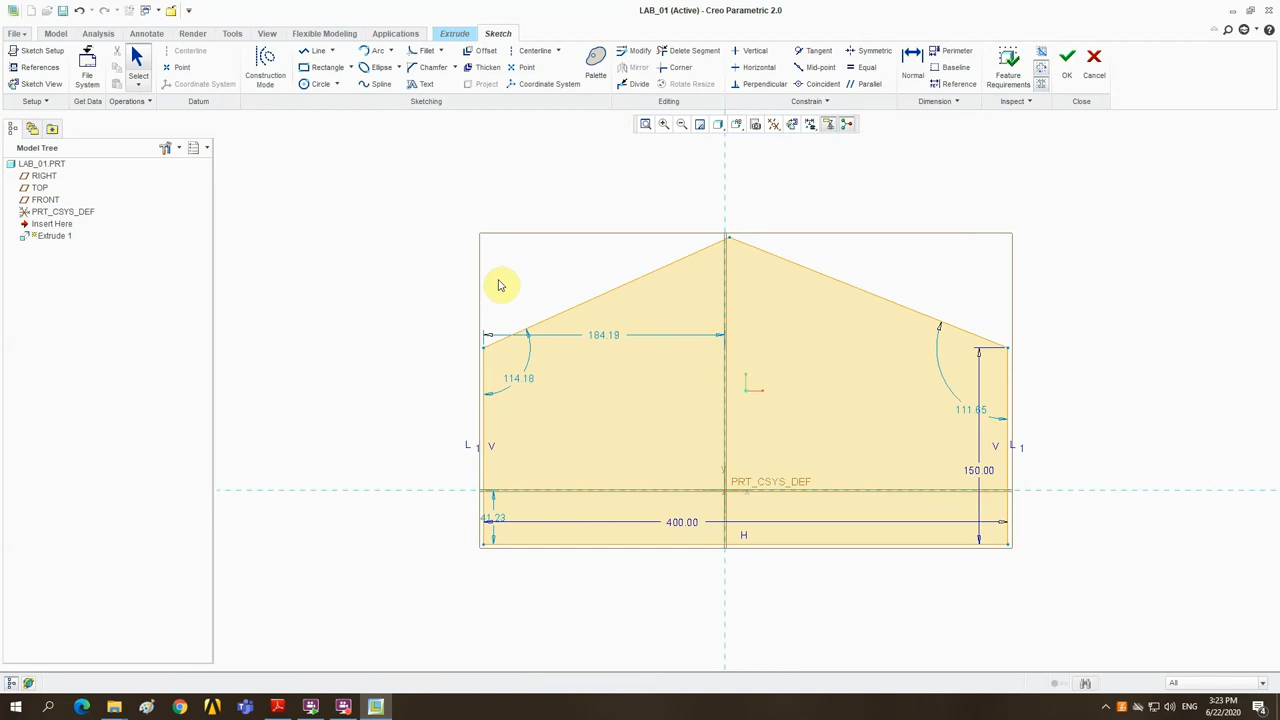 LAB_01 (Active) - Creo Parametric 2.0
File Model Analysis Annotate Render Tools View Flexible Modeling Applications Extrude Sketch
Sketch Setup
References
Sketch View
Setup
File System
Get Data
Select
Operations
Centerline
Point
Coordinate System
Datum
Construction Mode
Line Arc Fillet Offset Centerline
Rectangle Ellipse Chamfer Thicken Point
Circle Spline Text Project Coordinate System
Palette
Sketching
Modify Delete Segment
Mirror Corner
Divide Rotate Resize
Editing
Vertical Tangent Symmetric
Horizontal Mid-point Equal
Perpendicular Coincident Parallel
Constrain
Normal
Perimeter
Baseline
Reference
Dimension
Feature Requirements
Inspect
OK
Cancel
Close
Model Tree
LAB_01.PRT
RIGHT
TOP
FRONT
PRT_CSYS_DEF
Insert Here
Extrude 1
184.19
114.18
111.65
L 1 V
V L 1
150.00
PRT_CSYS_DEF
41.23
400.00
H
All
ENG
3:23 PM
6/22/2020
4